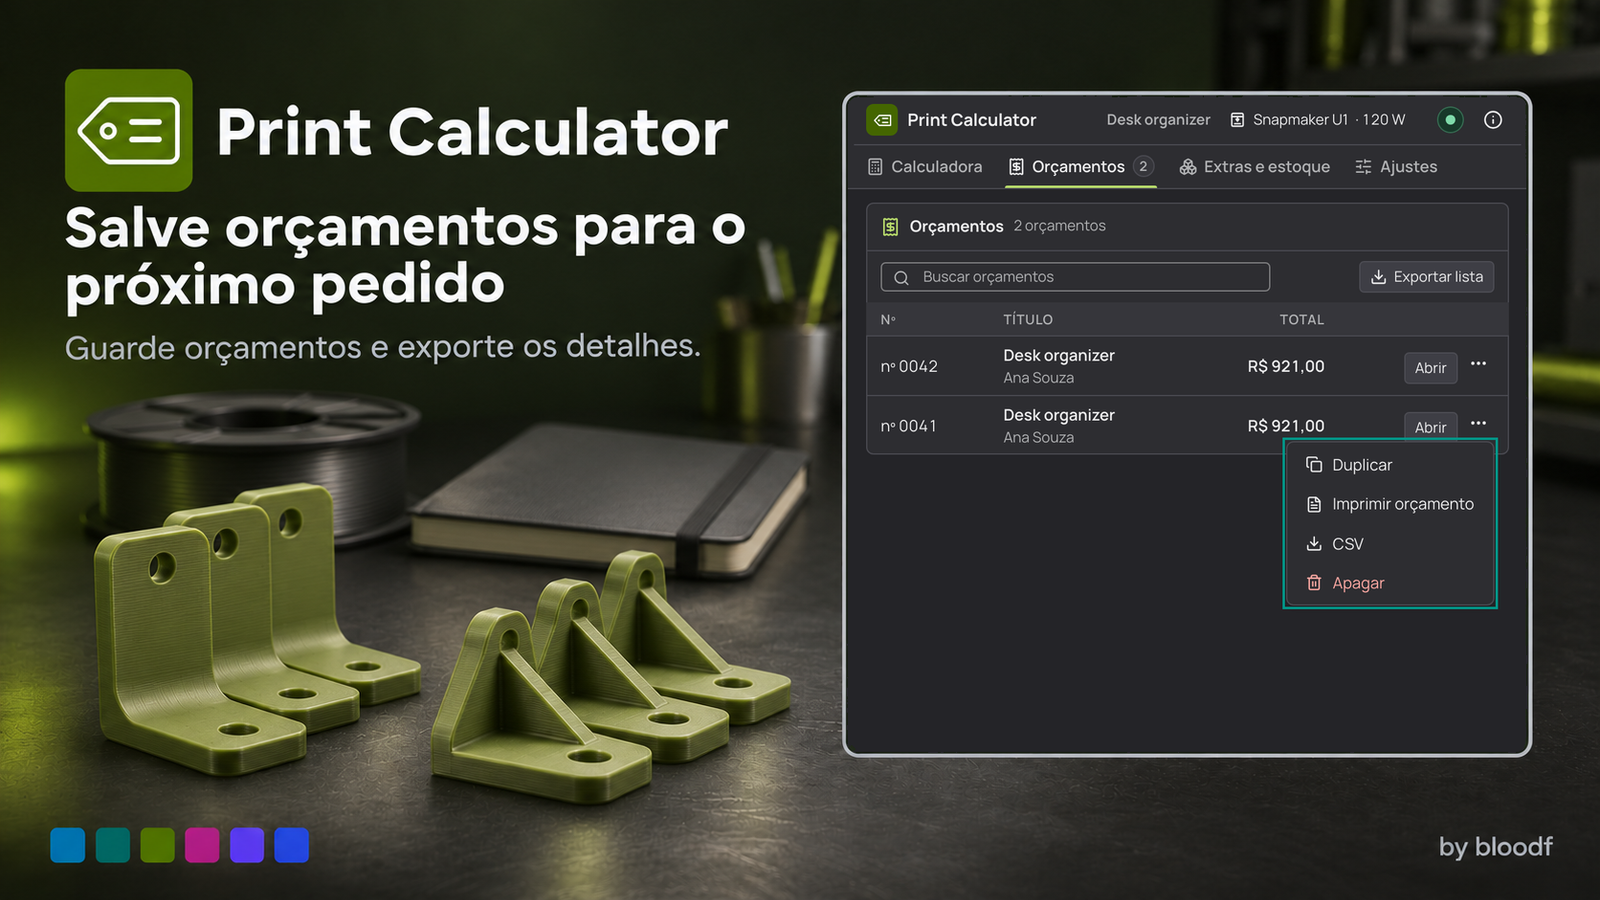 Print Calculator
Salve orçamentos para o
próximo pedido
Guarde orçamentos e exporte os detalhes.
Print Calculator
Desk organizer
Snapmaker U1 · 120 W
Calculadora
Orçamentos 2
Extras e estoque
Ajustes
Orçamentos 2 orçamentos
Buscar orçamentos
Exportar lista
Nº TÍTULO TOTAL
nº 0042 Desk organizer R$ 921,00 Abrir
Ana Souza
nº 0041 Desk organizer R$ 921,00 Abrir
Ana Souza
Duplicar
Imprimir orçamento
CSV
Apagar
by bloodf